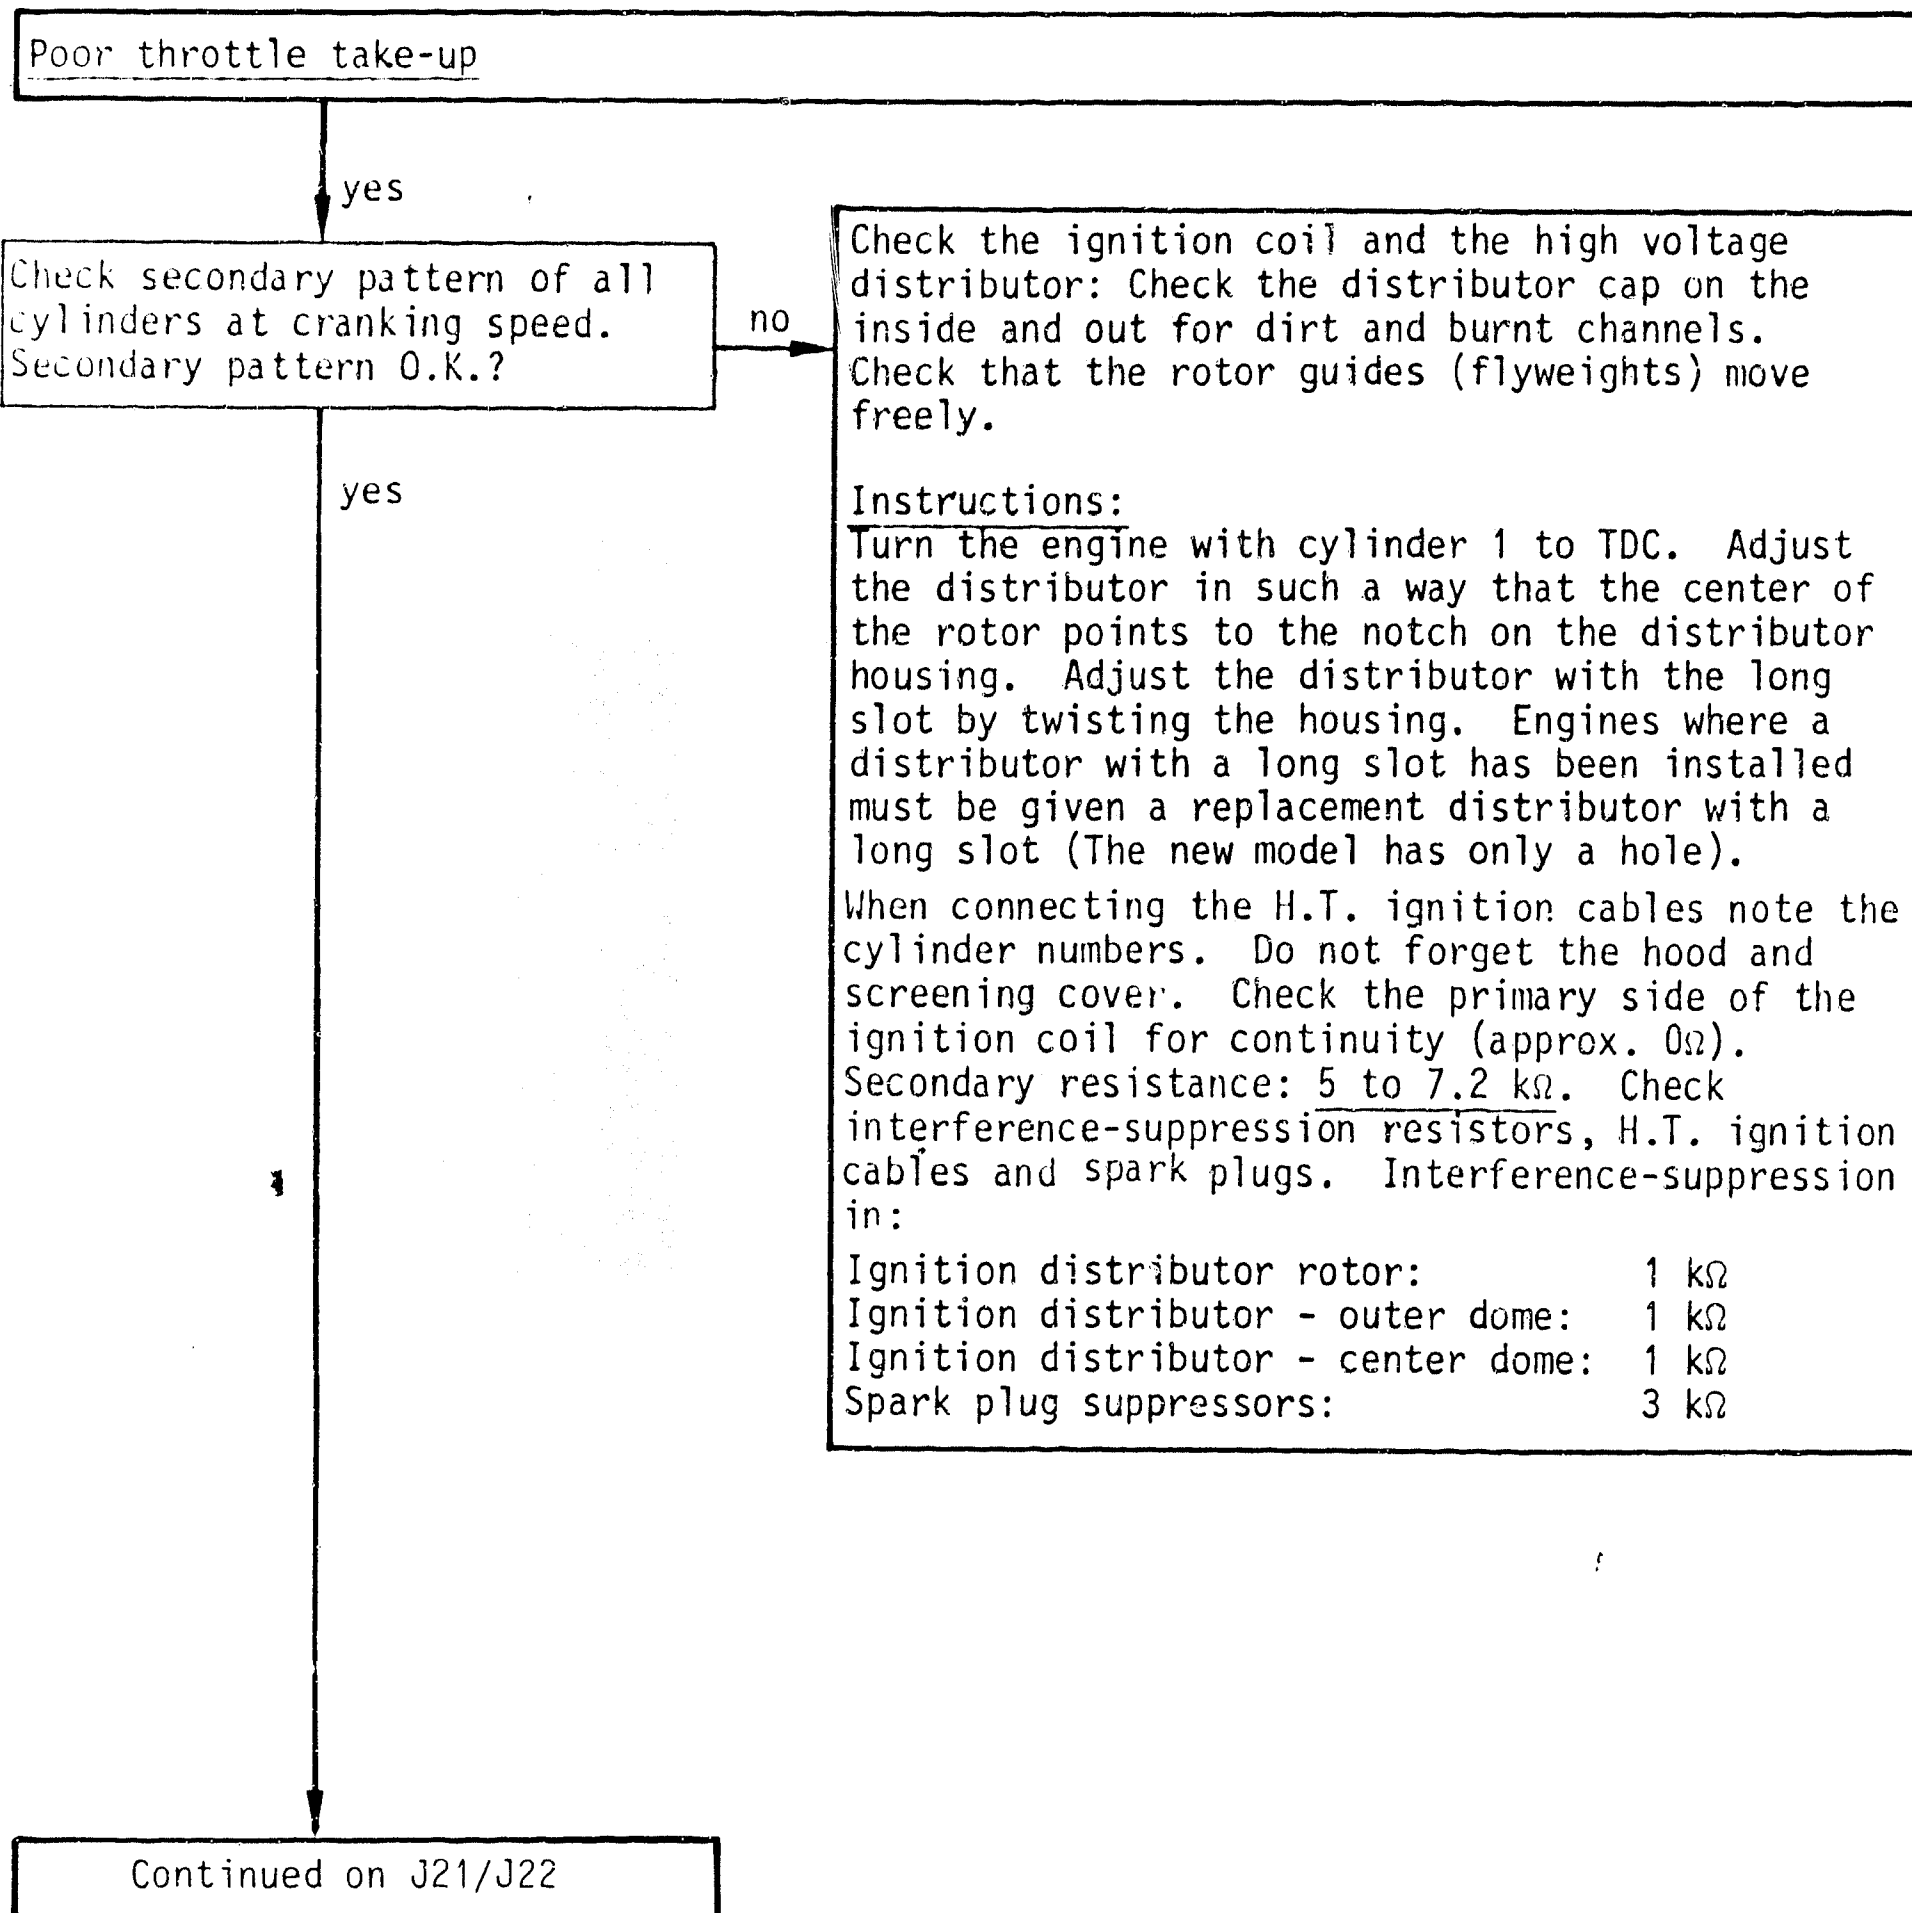 Poor throttle take-up
yes
Check secondary pattern of all
cylinders at cranking speed.
Secondary pattern O.K.?
no
yes
Check the ignition coil and the high voltage
distributor: Check the distributor cap on the
inside and out for dirt and burnt channels.
Check that the rotor guides (flyweights) move
freely.
Instructions:
Turn the engine with cylinder 1 to TDC. Adjust
the distributor in such a way that the center of
the rotor points to the notch on the distributor
housing. Adjust the distributor with the long
slot by twisting the housing. Engines where a
distributor with a long slot has been installed
must be given a replacement distributor with a
long slot (The new model has only a hole).
When connecting the H.T. ignition cables note the
cylinder numbers. Do not forget the hood and
screening cover. Check the primary side of the
ignition coil for continuity (approx. 0Ω).
Secondary resistance: 5 to 7.2 kΩ. Check
interference-suppression resistors, H.T. ignition
cables and spark plugs. Interference-suppression
in:
Ignition distributor rotor: 1 kΩ
Ignition distributor - outer dome: 1 kΩ
Ignition distributor - center dome: 1 kΩ
Spark plug suppressors: 3 kΩ
Continued on J21/J22